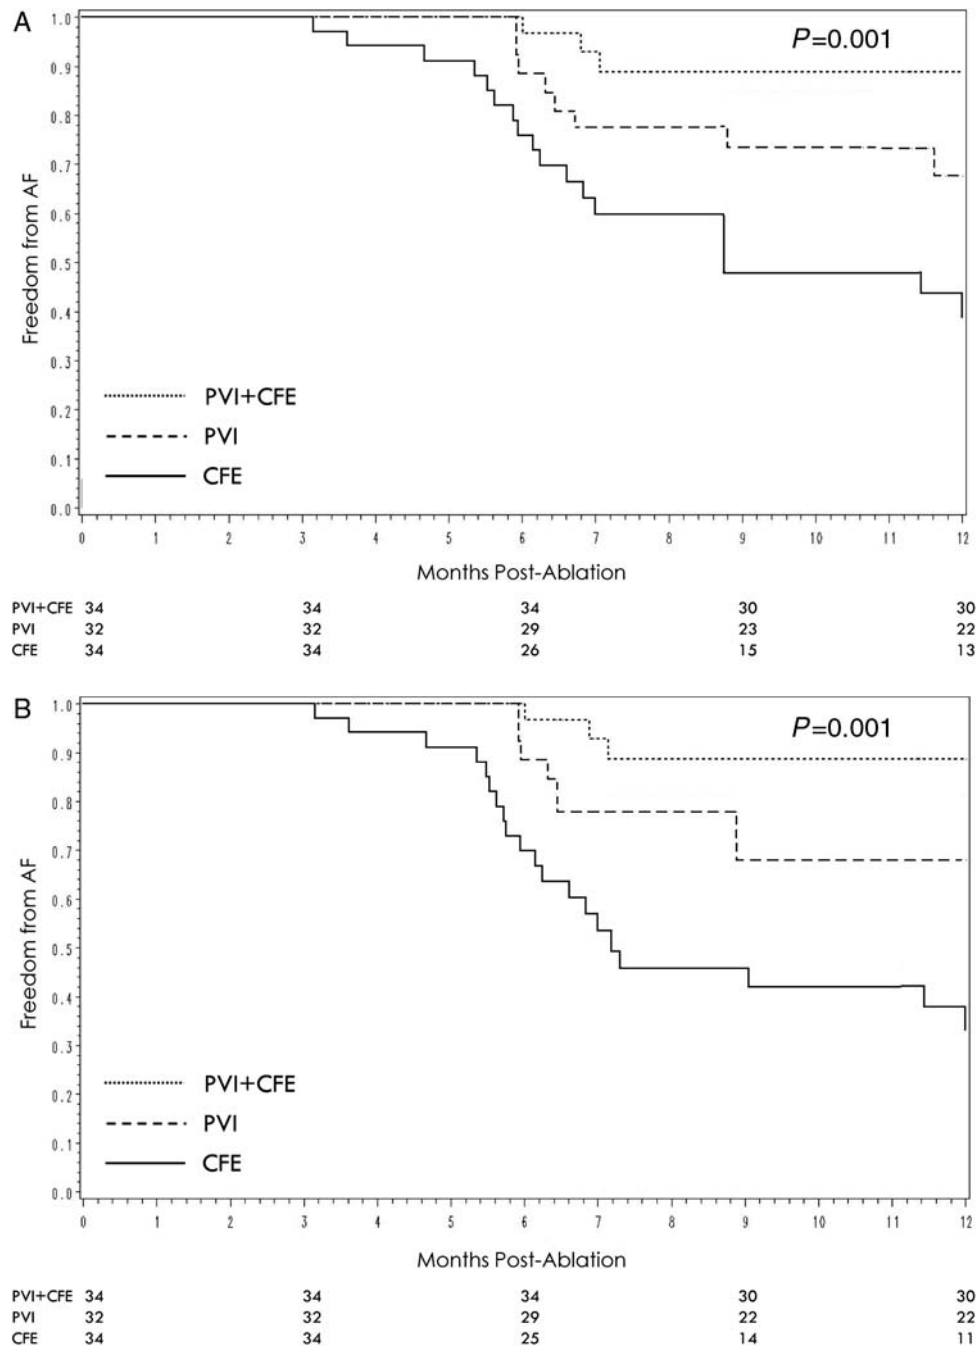 A
P=0.001
1.0
0.9
0.8
0.7
0.6
0.5
0.4
0.3
0.2
0.1
0.0
Freedom from AF
PVI+CFE
PVI
CFE
0 1 2 3 4 5 6 7 8 9 10 11 12
Months Post-Ablation
PVI+CFE 34 34 34 30 30
PVI 32 32 29 23 22
CFE 34 34 26 15 13
B
P=0.001
1.0
0.9
0.8
0.7
0.6
0.5
0.4
0.3
0.2
0.1
0.0
Freedom from AF
PVI+CFE
PVI
CFE
0 1 2 3 4 5 6 7 8 9 10 11 12
Months Post-Ablation
PVI+CFE 34 34 34 30 30
PVI 32 32 29 22 22
CFE 34 34 25 14 11